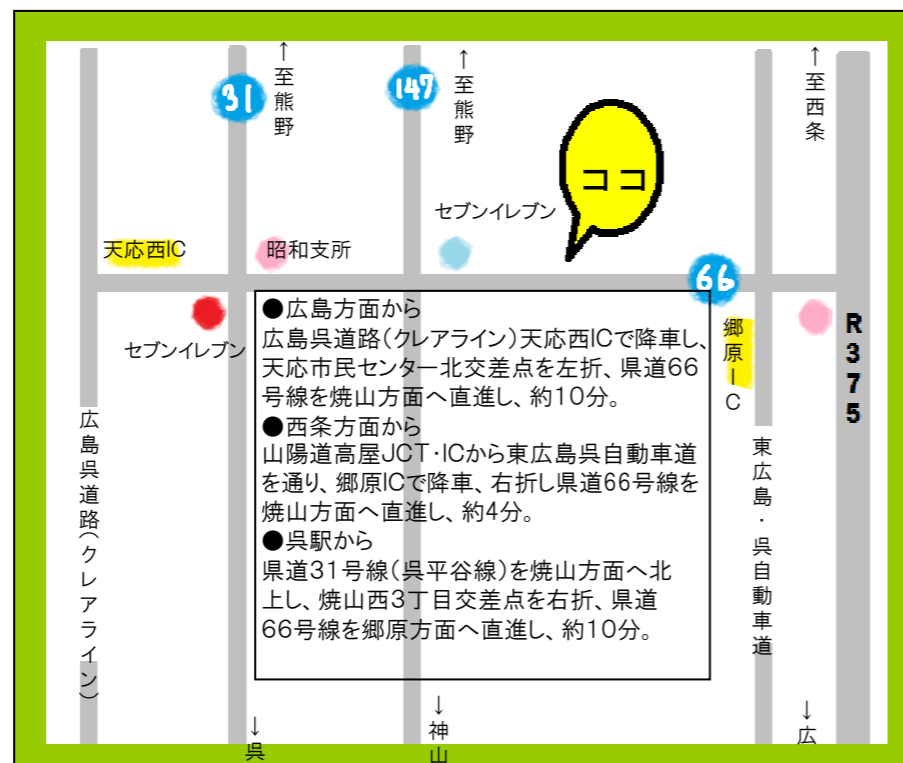 ↑至熊野
31
↑至熊野
147
↑至西条
ココ
セブンイレブン
天応西IC
昭和支所
66
セブンイレブン
郷原IC
R375
広島呉道路(クレアライン)
東広島・呉自動車道
●広島方面から
広島呉道路(クレアライン)天応西ICで降車し、
天応市民センター北交差点を左折、県道66
号線を焼山方面へ直進し、約10分。
●西条方面から
山陽道高屋JCT・ICから東広島呉自動車道
を通り、郷原ICで降車、右折し県道66号線を
焼山方面へ直進し、約4分。
●呉駅から
県道31号線(呉平谷線)を焼山方面へ北
上し、焼山西3丁目交差点を右折、県道
66号線を郷原方面へ直進し、約10分。
↓呉
↓神山
↓広